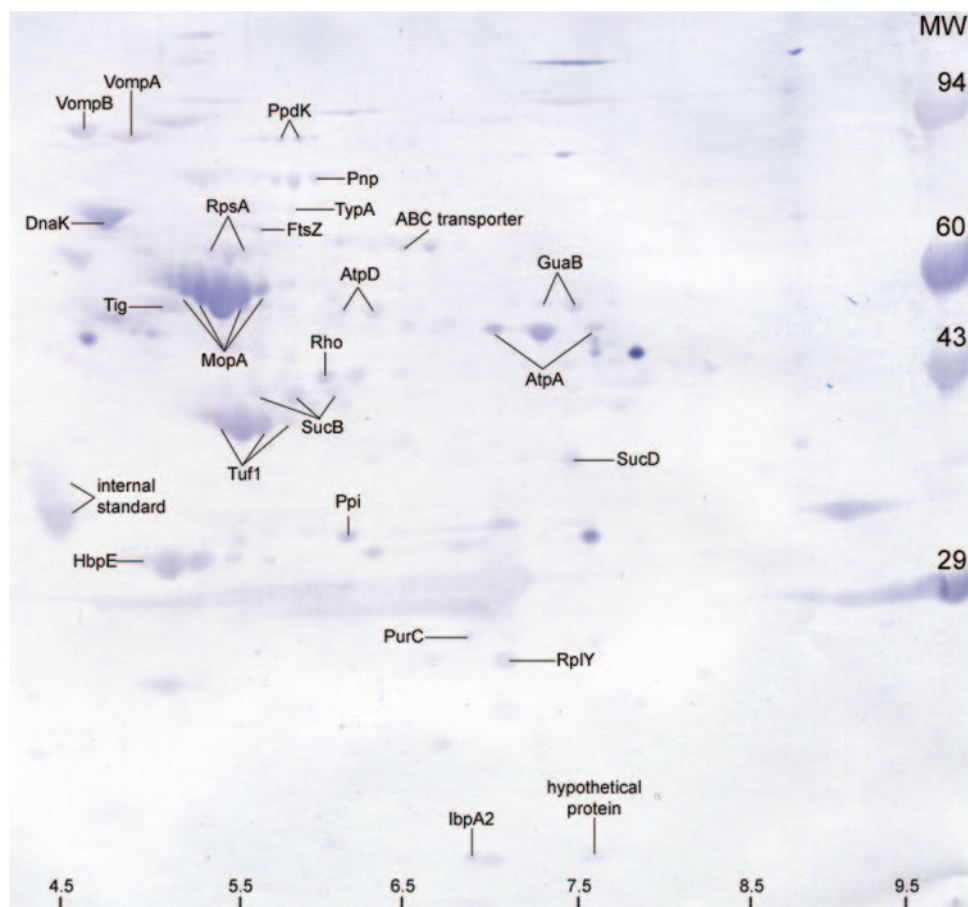 MW
VompA
94
VompB
PpdK
Pnp
RpsA
TypA
DnaK
ABC transporter
60
FtsZ
GuaB
AtpD
Tig
Rho
43
MopA
AtpA
SucB
SucD
Tuf1
internal
standard
Ppi
HbpE
29
PurC
RplY
hypothetical
protein
IbpA2
4.5 5.5 6.5 7.5 8.5 9.5